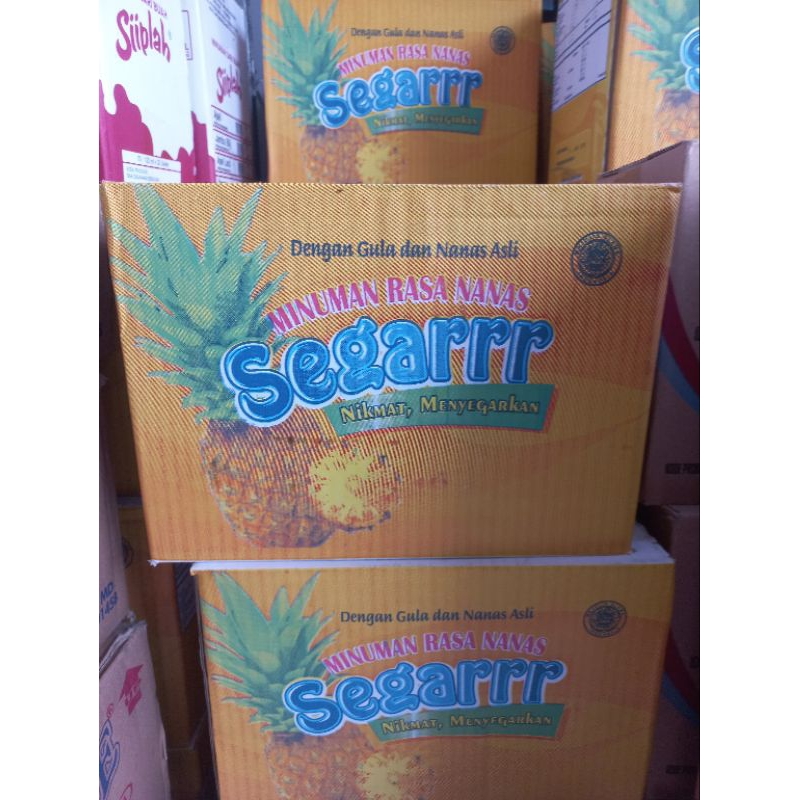 Siiplah
Siiplah
Dengan Gula dan Nanas Asli
MINUMAN RASA NANAS
Segarrr
Nikmat, Menyegarkan
Dengan Gula dan Nanas Asli
MINUMAN RASA NANAS
Segarrr
Nikmat, Menyegarkan
Dengan Gula dan Nanas Asli
MINUMAN RASA NANAS
Segarrr
Nikmat, Menyegarkan